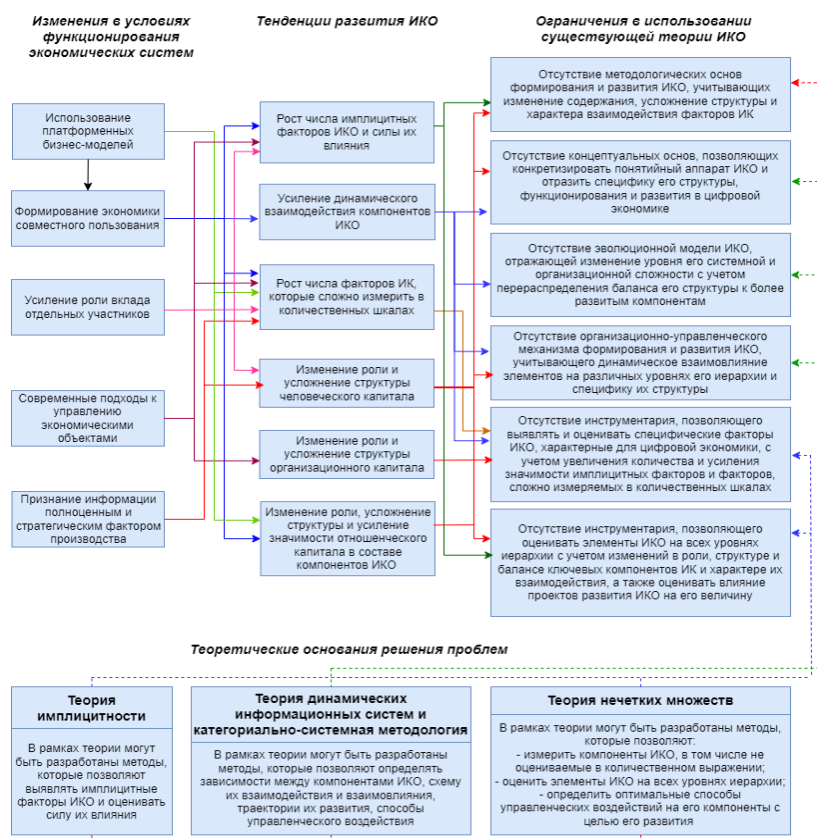 Изменения в условиях
функционирования
экономических систем
Тенденции развития ИКО
Ограничения в использовании
существующей теории ИКО
Использование
платформенных
бизнес-моделей
Формирование экономики
совместного пользования
Усиление роли вклада
отдельных участников
Современные подходы к
управлению
экономическими
объектами
Признание информации
полноценным и
стратегическим фактором
производства
Рост числа имплицитных
факторов ИКО и силы их
влияния
Усиление динамического
взаимодействия компонентов
ИКО
Рост числа факторов ИК,
которые сложно измерить в
количественных шкалах
Изменение роли и
усложнение структуры
человеческого капитала
Изменение роли и
усложнение структуры
организационного капитала
Изменение роли, усложнение
структуры и усиление
значимости отношенческого
капитала в составе
компонентов ИКО
Отсутствие методологических основ
формирования и развития ИКО, учитывающих
изменение содержания, усложнение структуры и
характера взаимодействия факторов ИК
Отсутствие концептуальных основ, позволяющих
конкретизировать понятийный аппарат ИКО и
отразить специфику его структуры,
функционирования и развития в цифровой
экономике
Отсутствие эволюционной модели ИКО,
отражающей изменение уровня его системной и
организационной сложности с учетом
перераспределения баланса его структуры к более
развитым компонентам
Отсутствие организационно-управленческого
механизма формирования и развития ИКО,
учитывающего динамическое взаимовлияние
элементов на различных уровнях его иерархии и
специфику их структуры
Отсутствие инструментария, позволяющего
выявлять и оценивать специфические факторы
ИКО, характерные для цифровой экономики, с
учетом увеличения количества и усиления
значимости имплицитных факторов и факторов,
сложно измеряемых в количественных шкалах
Отсутствие инструментария, позволяющего
оценивать элементы ИКО на всех уровнях
иерархии с учетом изменений в роли, структуре и
балансе ключевых компонентов ИК и характере их
взаимодействия, а также оценивать влияние
проектов развития ИКО на его величину
Теоретические основания решения проблем
Теория
имплицитности
В рамках теории могут
быть разработаны методы,
которые позволяют
выявлять имплицитные
факторы ИКО и оценивать
силу их влияния
Теория динамических
информационных систем и
категориально-системная методология
В рамках теории могут быть разработаны
методы, которые позволяют определять
зависимости между компонентами ИКО, схему
их взаимодействия и взаимовлияния,
траектории их развития, способы
управленческого воздействия
Теория нечетких множеств
В рамках теории могут быть разработаны методы,
которые позволяют:
- измерить компоненты ИКО, в том числе не
оцениваемые в количественном выражении;
- оценить элементы ИКО на всех уровнях иерархии;
- определить оптимальные способы
управленческих воздействий на его компоненты с
целью его развития